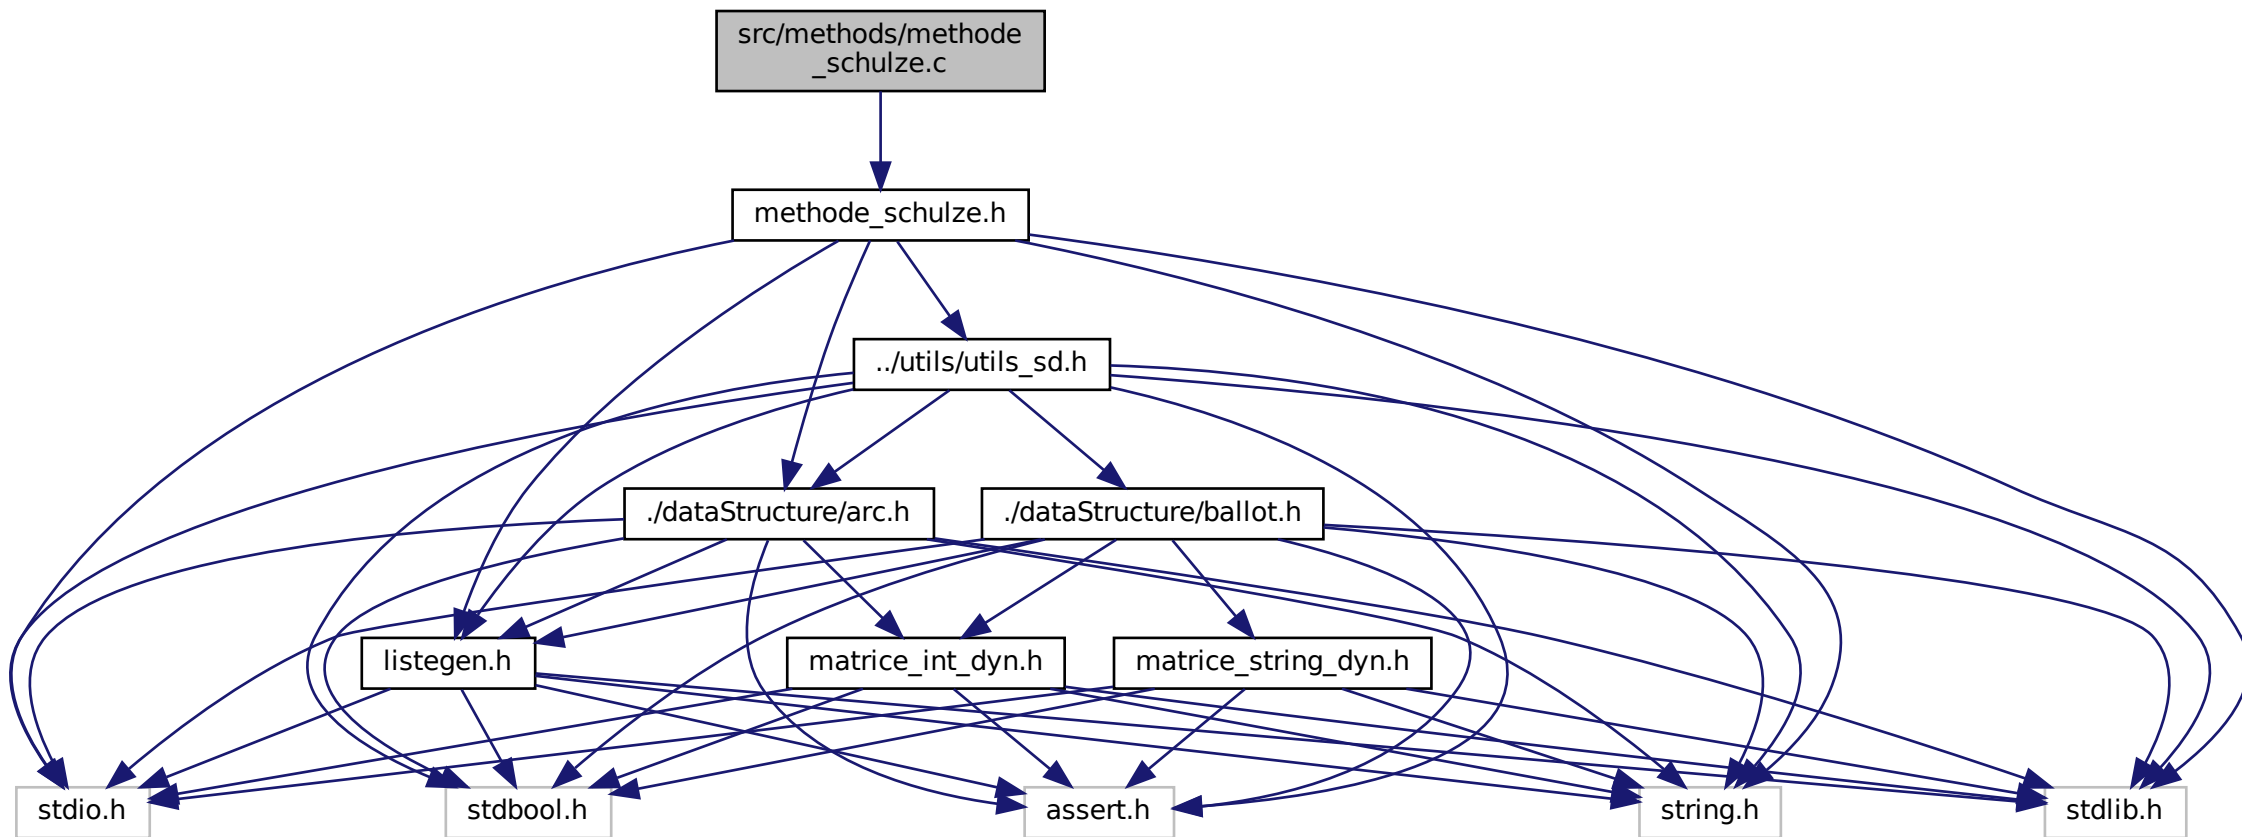 src/methods/methode
_schulze.c
methode_schulze.h
../utils/utils_sd.h
./dataStructure/arc.h
./dataStructure/ballot.h
listegen.h
matrice_int_dyn.h
matrice_string_dyn.h
stdio.h
stdbool.h
assert.h
string.h
stdlib.h